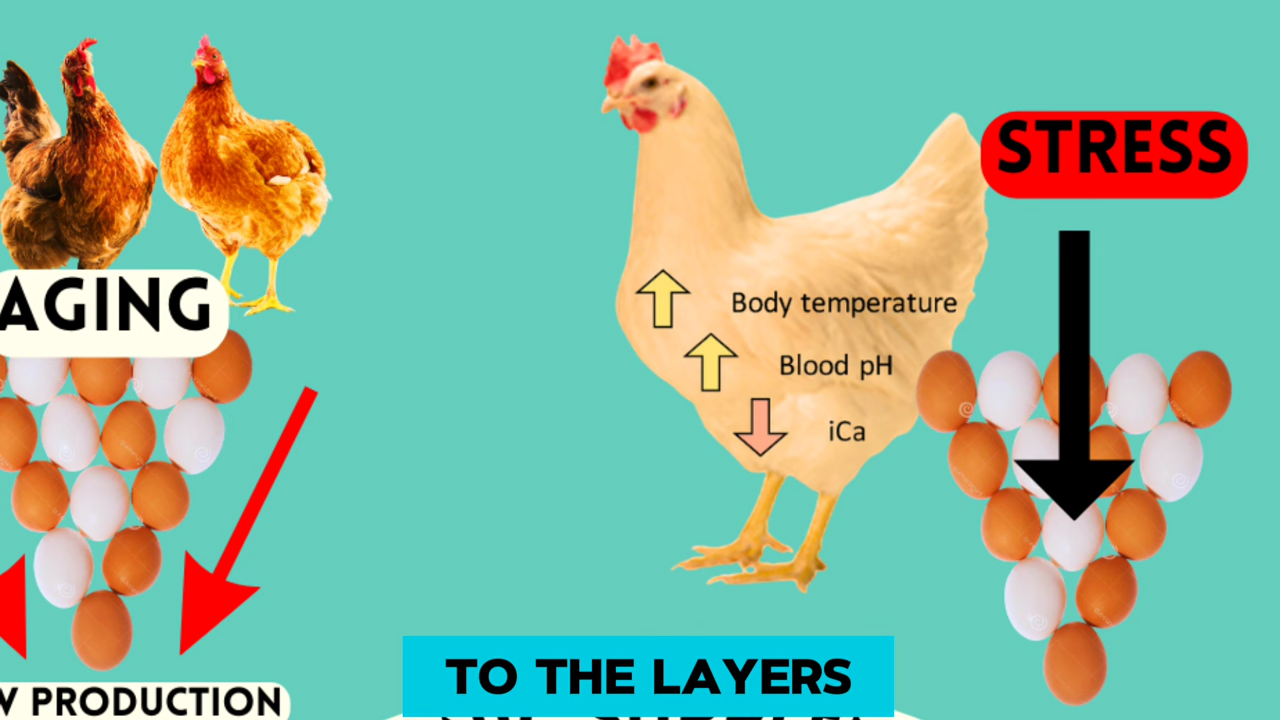 STRESS
AGING
Body temperature
Blood pH
iCa
TO THE LAYERS
PRODUCTION